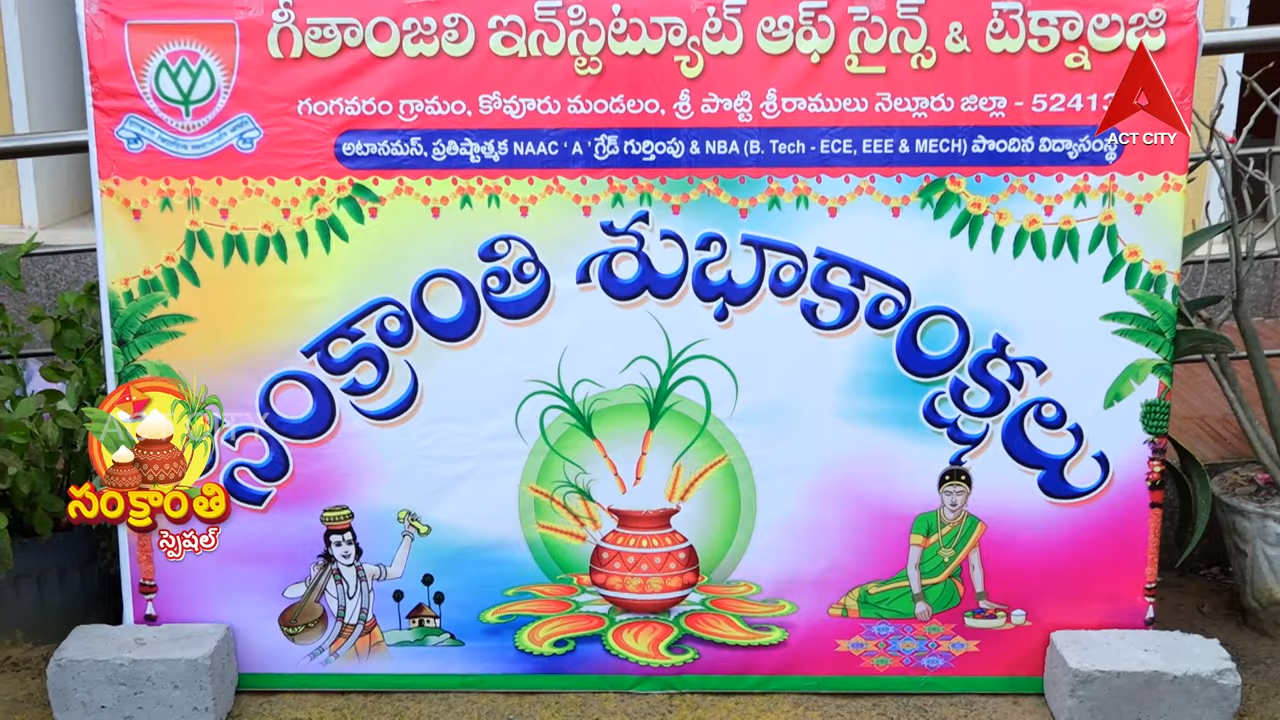 గీతాంజలి ఇన్‌స్టిట్యూట్ ఆఫ్ సైన్స్ & టెక్నాలజి
గంగవరం గ్రామం, కోవూరు మండలం, శ్రీ పొట్టి శ్రీరాములు నెల్లూరు జిల్లా - 52413
ACT CITY
అటానమస్, ప్రతిష్టాత్మక NAAC ' A ' గ్రేడ్ గుర్తింపు & NBA (B. Tech - ECE, EEE & MECH) పొందిన విద్యాసంస్థ
సంక్రాంతి శుభాకాంక్షలు
సంక్రాంతి
స్పెషల్